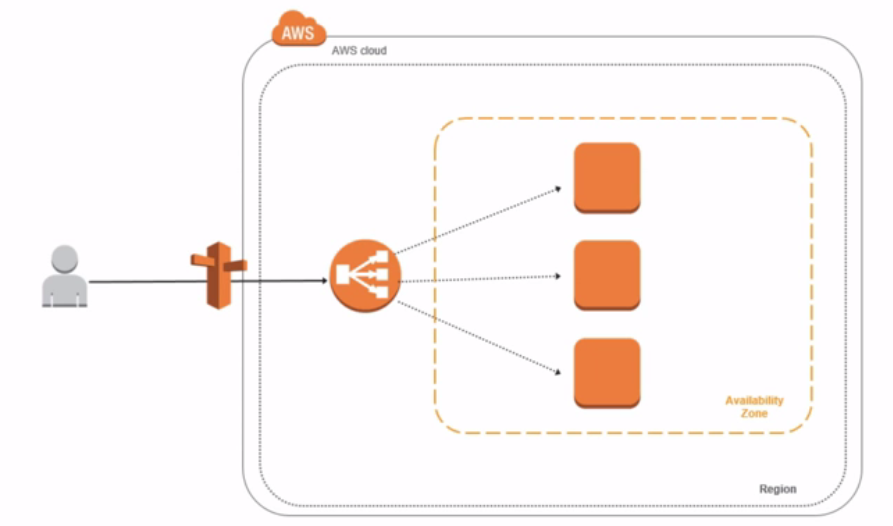 AWS
AWS cloud
Availability
Zone
Region